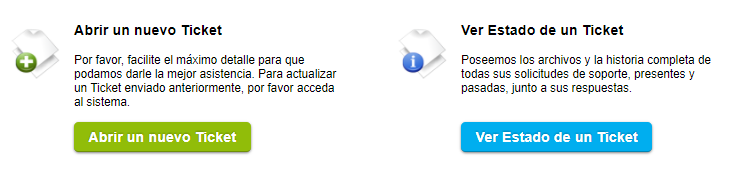 Abrir un nuevo Ticket
Por favor, facilite el máximo detalle para que
podamos darle la mejor asistencia. Para actualizar
un Ticket enviado anteriormente, por favor acceda
al sistema.
Abrir un nuevo Ticket
Ver Estado de un Ticket
Poseemos los archivos y la historia completa de
todas sus solicitudes de soporte, presentes y
pasadas, junto a sus respuestas.
Ver Estado de un Ticket